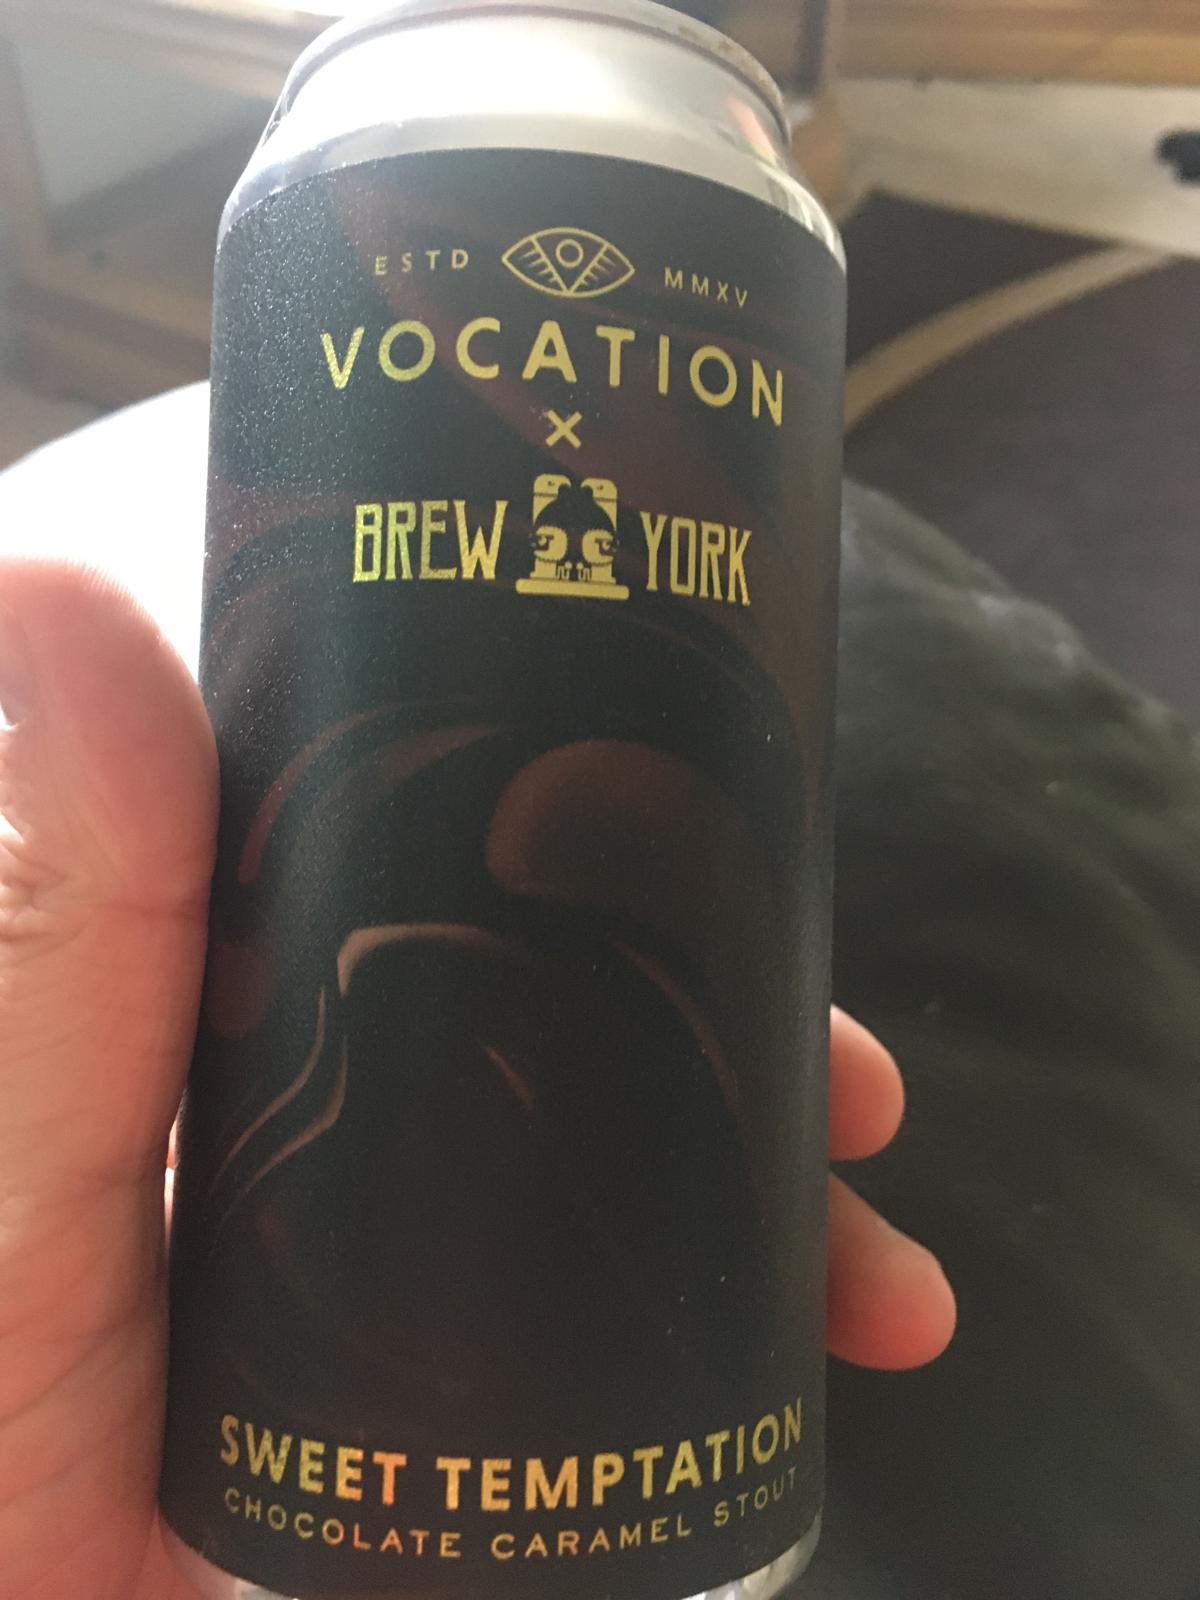 ESTD MMXV
VOCATION
×
BREW YORK
SWEET TEMPTATION
CHOCOLATE CARAMEL STOUT